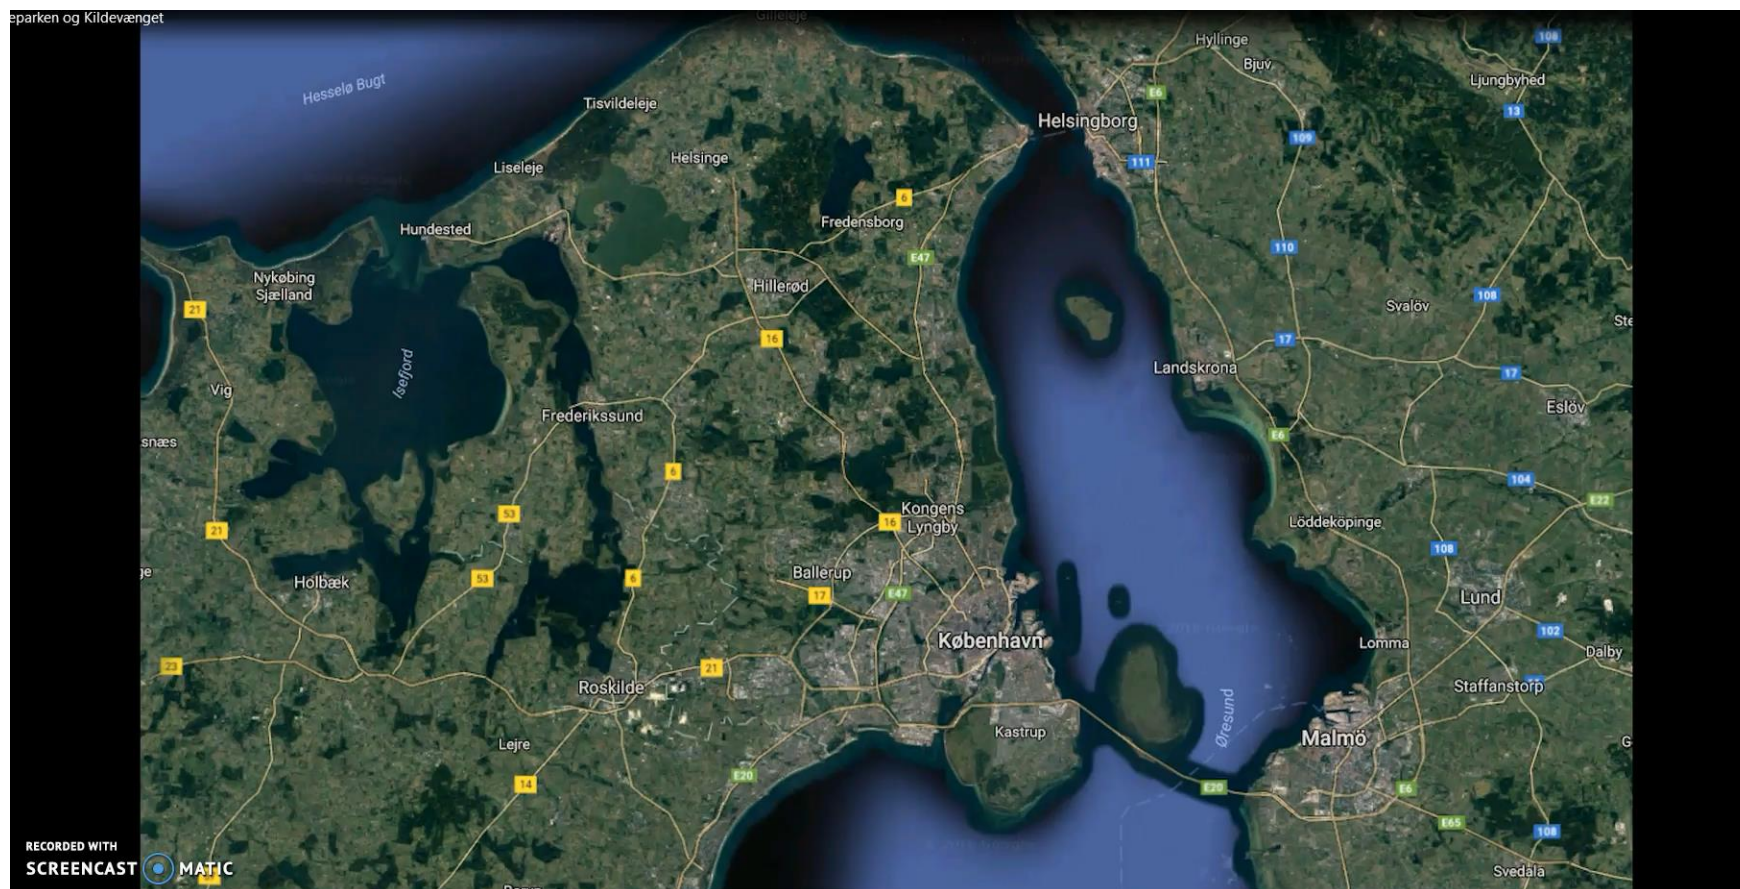 eparken og Kildevænget
Gilleleje
Hyllinge
108
Hesselø Bugt
Bjuv
Ljungbyhed
Tisvildeleje
E6
13
Helsingborg
109
Liseleje
Helsinge
111
6
Hundested
Fredensborg
110
E47
Nykøbing
Sjælland
Hillerød
21
108
Svalöv
Ste
16
17
Isefjord
Landskrona
17
Vig
Eslöv
Frederikssund
snæs
E6
6
104
E22
53
Kongens
Lyngby
16
Löddeköpinge
21
108
ge
Holbæk
53
6
Ballerup
17
E47
Lund
102
København
Lomma
Dalby
23
21
Roskilde
Staffanstorp
Øresund
Kastrup
Malmö
Lejre
G
E20
14
E20
E6
E65
108
RECORDED WITH
SCREENCAST MATIC
Svedala